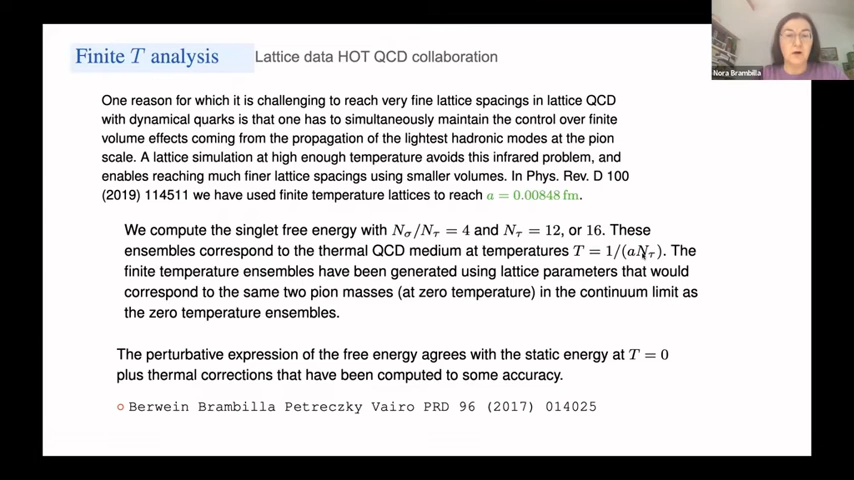 Finite T analysis Lattice data HOT QCD collaboration
Nora Brambilla
One reason for which it is challenging to reach very fine lattice spacings in lattice QCD
with dynamical quarks is that one has to simultaneously maintain the control over finite
volume effects coming from the propagation of the lightest hadronic modes at the pion
scale. A lattice simulation at high enough temperature avoids this infrared problem, and
enables reaching much finer lattice spacings using smaller volumes. In Phys. Rev. D 100
(2019) 114511 we have used finite temperature lattices to reach a = 0.00848 fm.
We compute the singlet free energy with Nσ/Nτ = 4 and Nτ = 12, or 16. These
ensembles correspond to the thermal QCD medium at temperatures T = 1/(aNτ). The
finite temperature ensembles have been generated using lattice parameters that would
correspond to the same two pion masses (at zero temperature) in the continuum limit as
the zero temperature ensembles.
The perturbative expression of the free energy agrees with the static energy at T = 0
plus thermal corrections that have been computed to some accuracy.
Berwein Brambilla Petreczky Vairo PRD 96 (2017) 014025